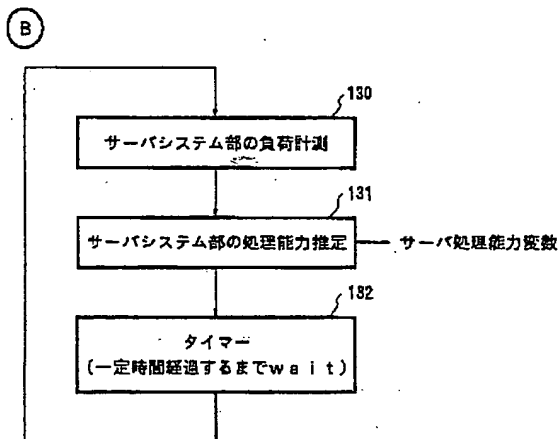 B
130
サーバシステム部の負荷計測
131
サーバシステム部の処理能力推定
サーバ処理能力変数
132
タイマー
(一定時間経過するまでwait)